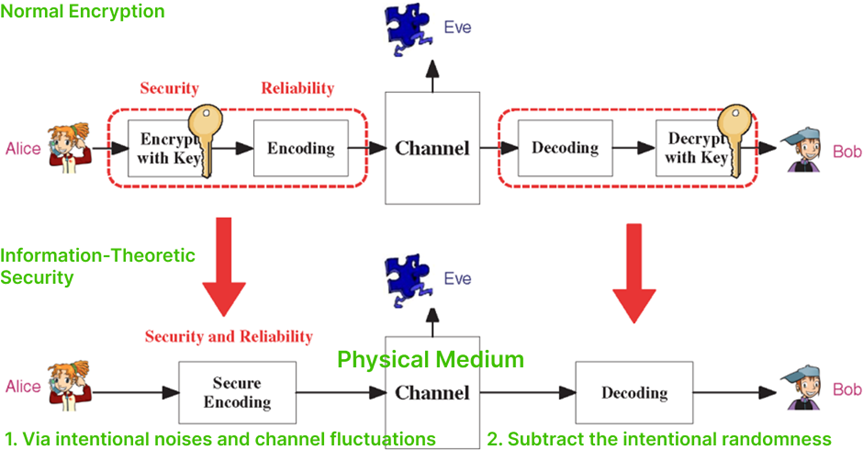 Normal Encryption
Eve
Security
Reliability
Alice
Encrypt
with Key
Encoding
Channel
Decoding
Decrypt
with Key
Bob
Information-Theoretic
Security
Eve
Security and Reliability
Physical Medium
Alice
Secure
Encoding
Channel
Decoding
Bob
1. Via intentional noises and channel fluctuations
2. Subtract the intentional randomness